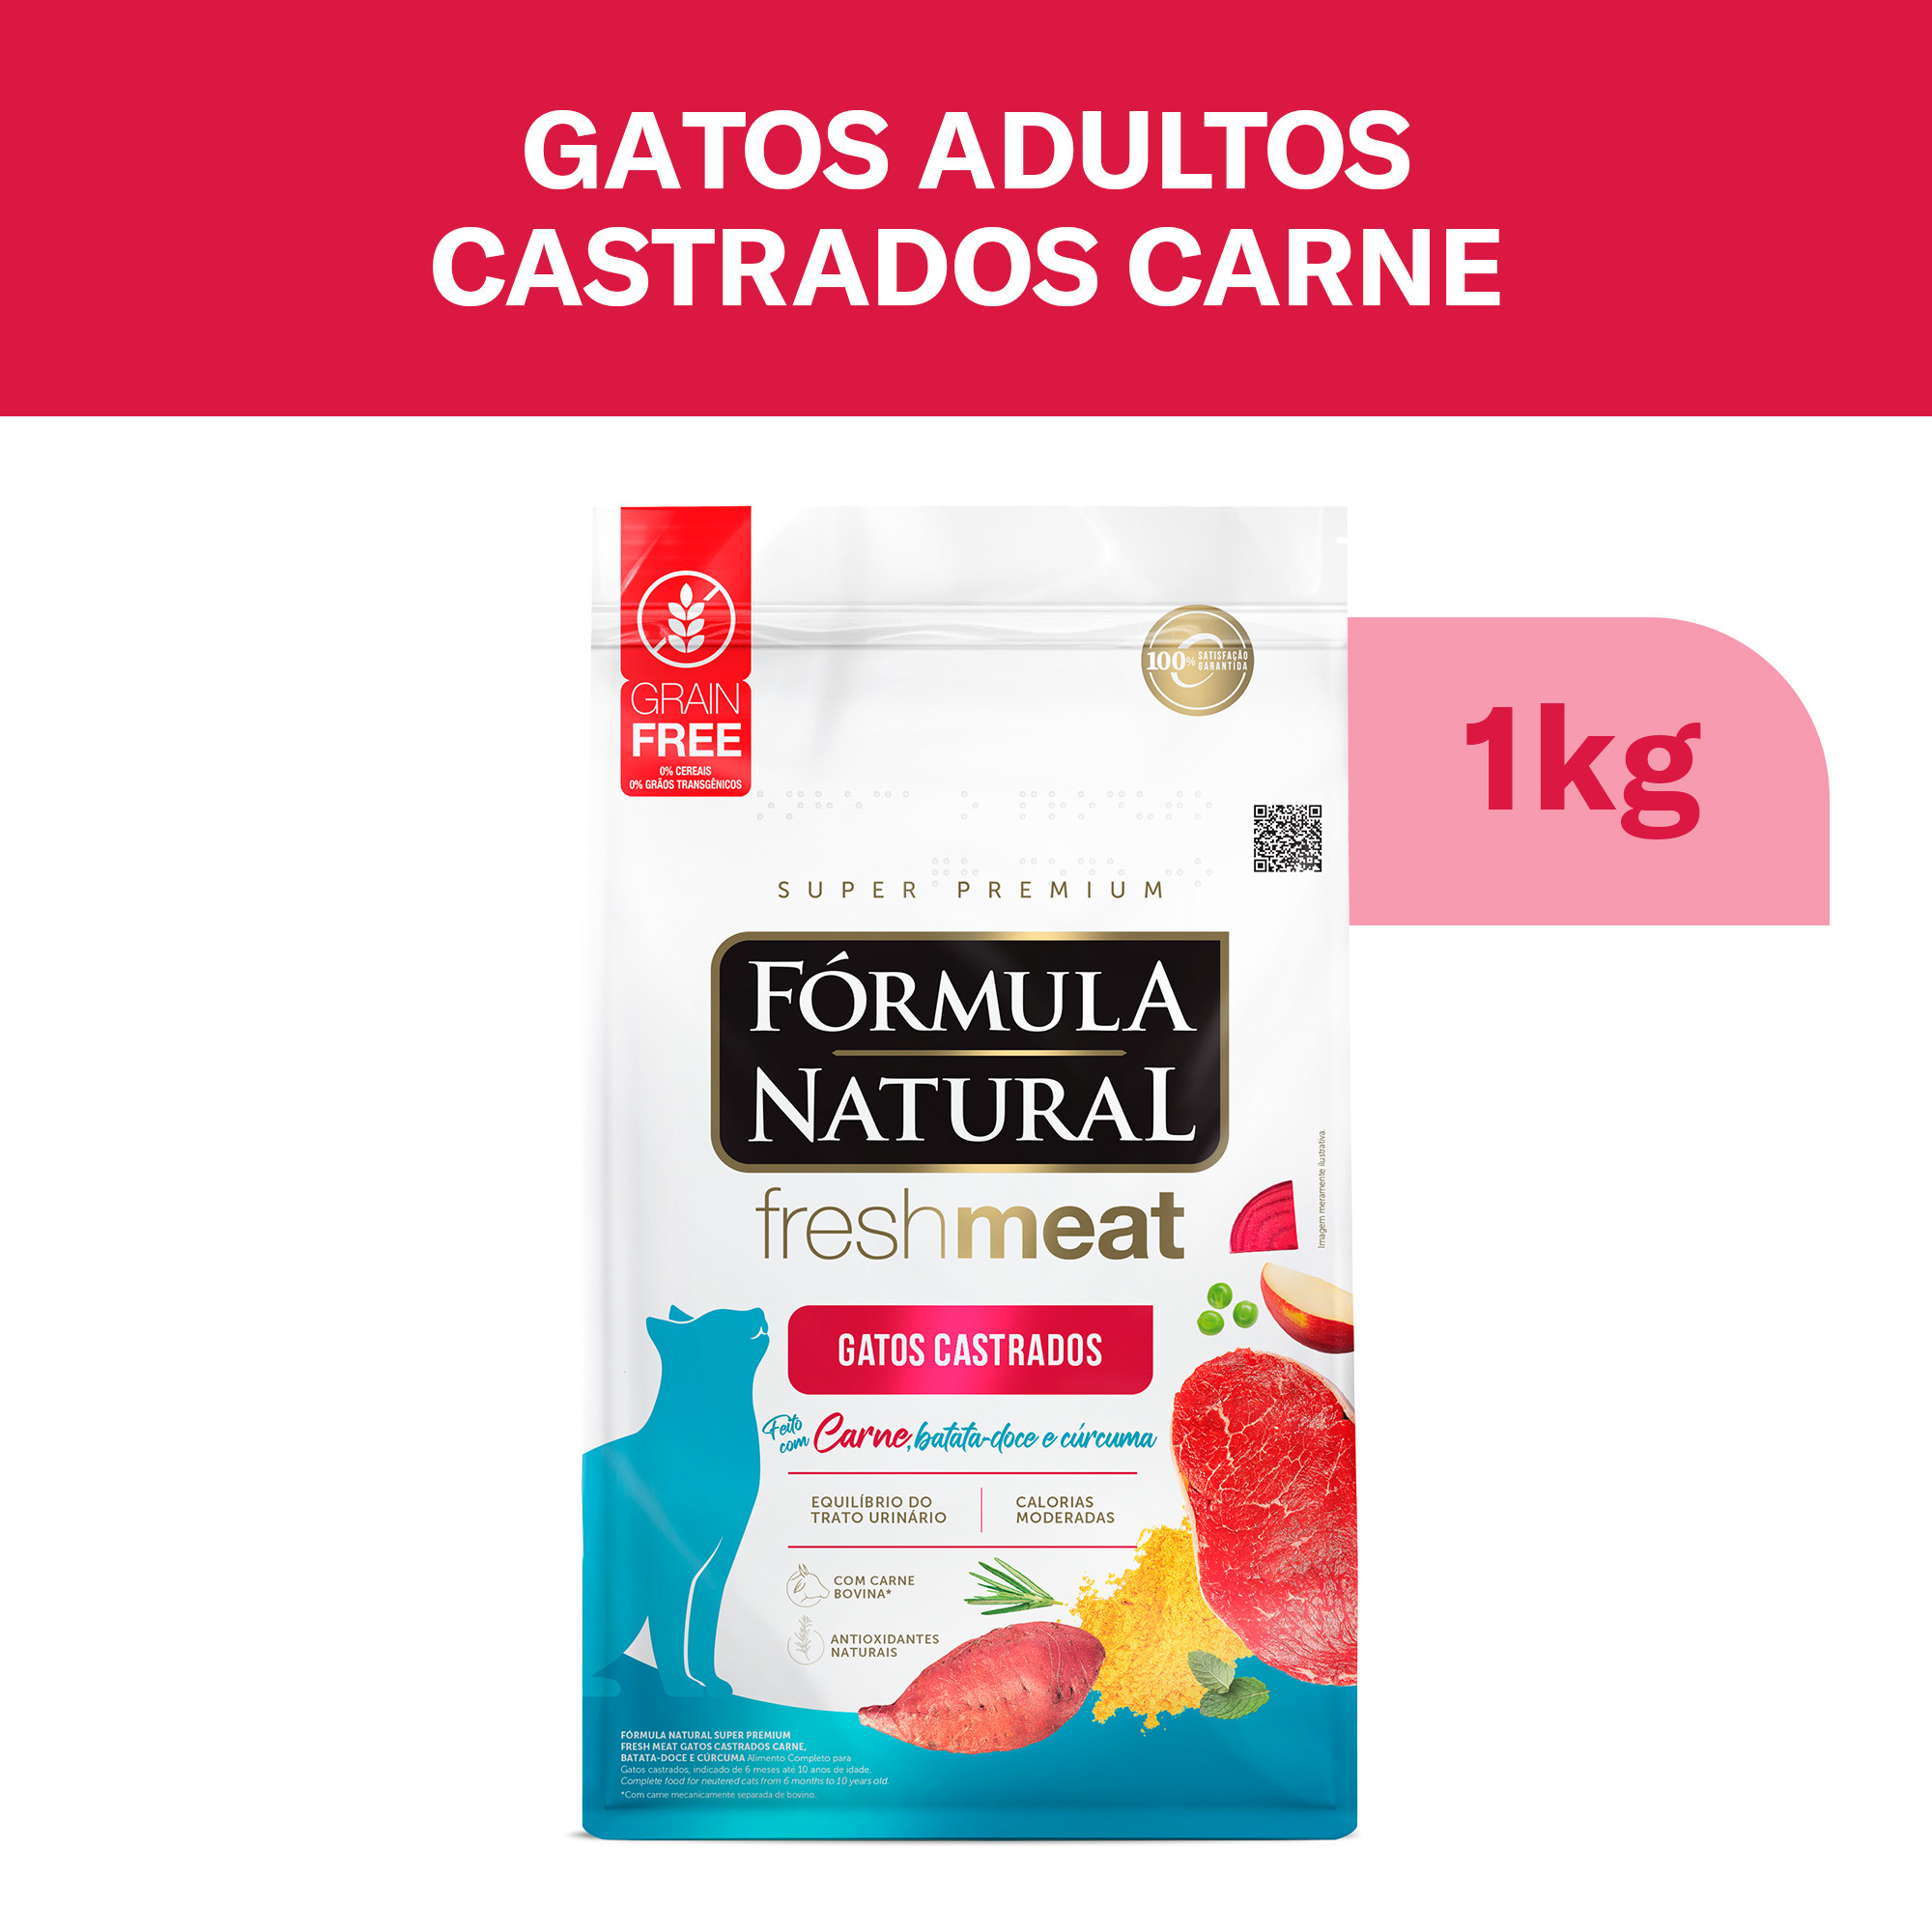 GATOS ADULTOS
CASTRADOS CARNE
GRAIN
FREE
0% CEREAIS
0% GRÃOS TRANSGÊNICOS
100% SATISFAÇÃO
GARANTIDA
1kg
SUPER PREMIUM
FÓRMULA
NATURAL
freshmeat
Imagem meramente ilustrativa.
GATOS CASTRADOS
Feito
com Carne, batata-doce e cúrcuma
EQUILÍBRIO DO
TRATO URINÁRIO
CALORIAS
MODERADAS
COM CARNE
BOVINA*
ANTIOXIDANTES
NATURAIS
FÓRMULA NATURAL SUPER PREMIUM
FRESH MEAT GATOS CASTRADOS CARNE,
BATATA-DOCE E CÚRCUMA Alimento Completo para
Gatos castrados, indicado de 6 meses até 10 anos de idade.
Complete food for neutered cats from 6 months to 10 years old.
*Com carne mecanicamente separada de bovino.